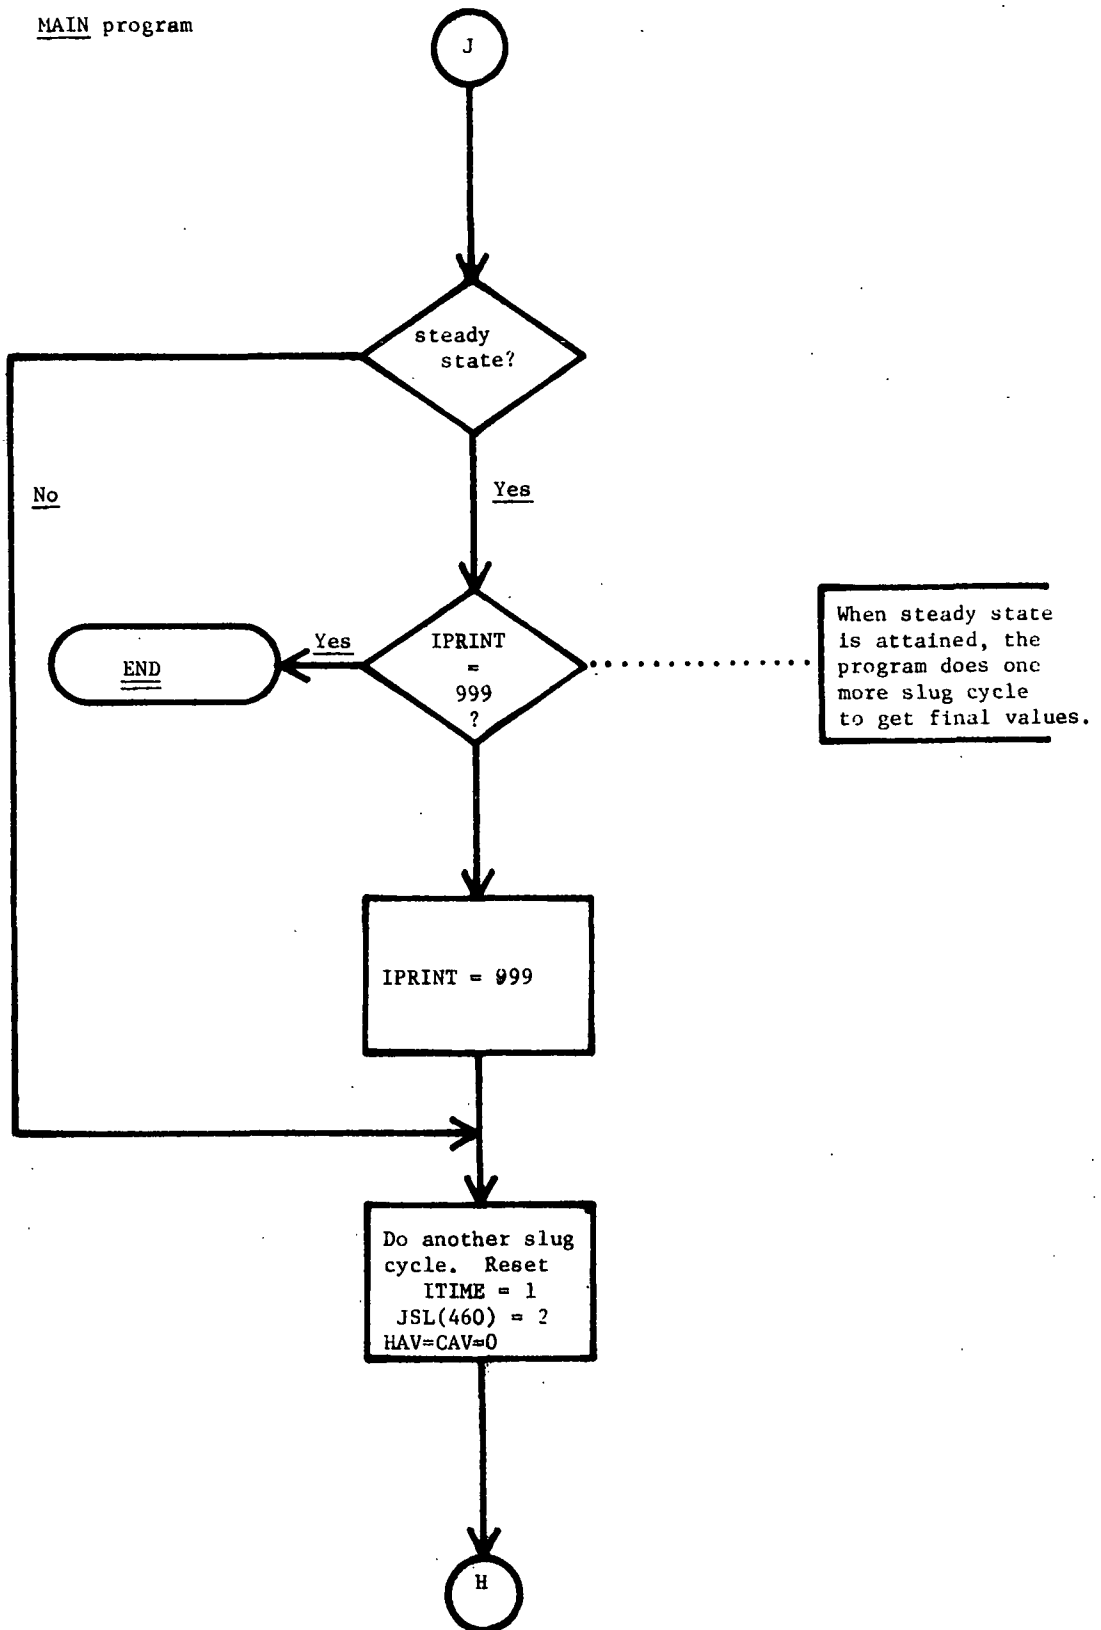 MAIN program
J
steady
state?
No
Yes
Yes
END
IPRINT
=
999
?
When steady state
is attained, the
program does one
more slug cycle
to get final values.
IPRINT = 999
Do another slug
cycle. Reset
ITIME = 1
JSL(460) = 2
HAV=CAV=0
H